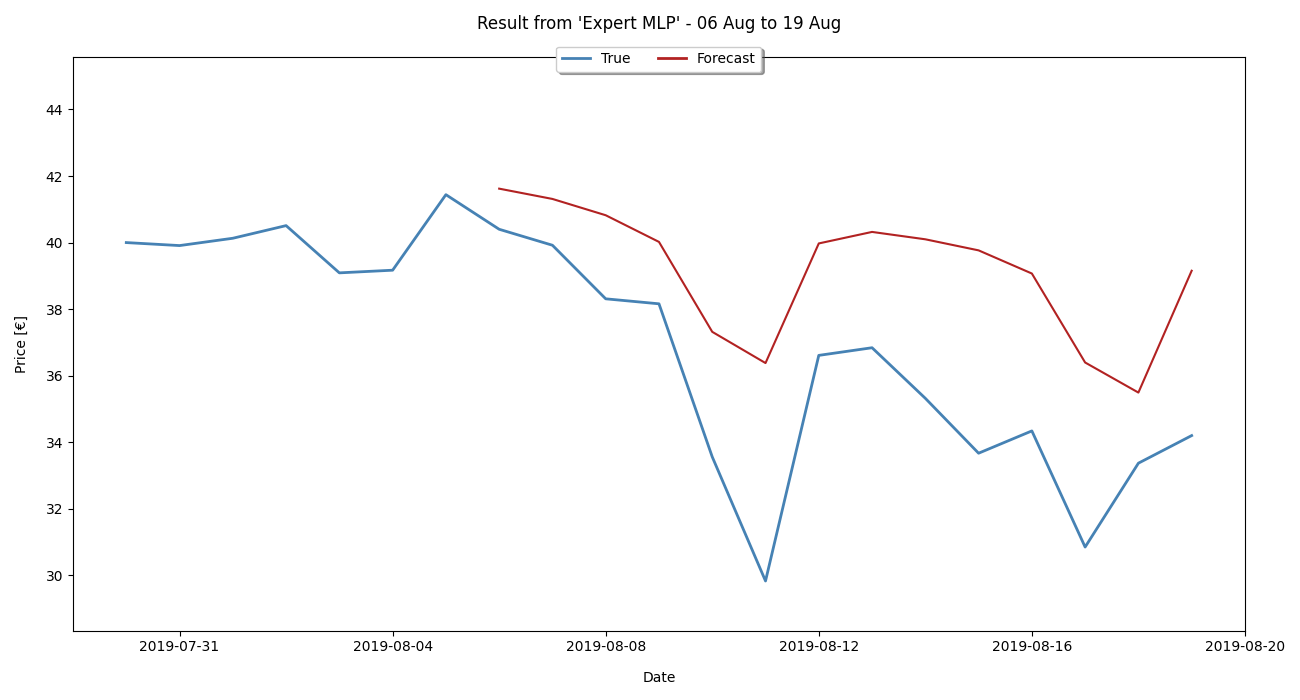 Result from 'Expert MLP' - 06 Aug to 19 Aug
True Forecast
44
42
40
38
36
34
32
30
Price [€]
2019-07-31 2019-08-04 2019-08-08 2019-08-12 2019-08-16 2019-08-20
Date